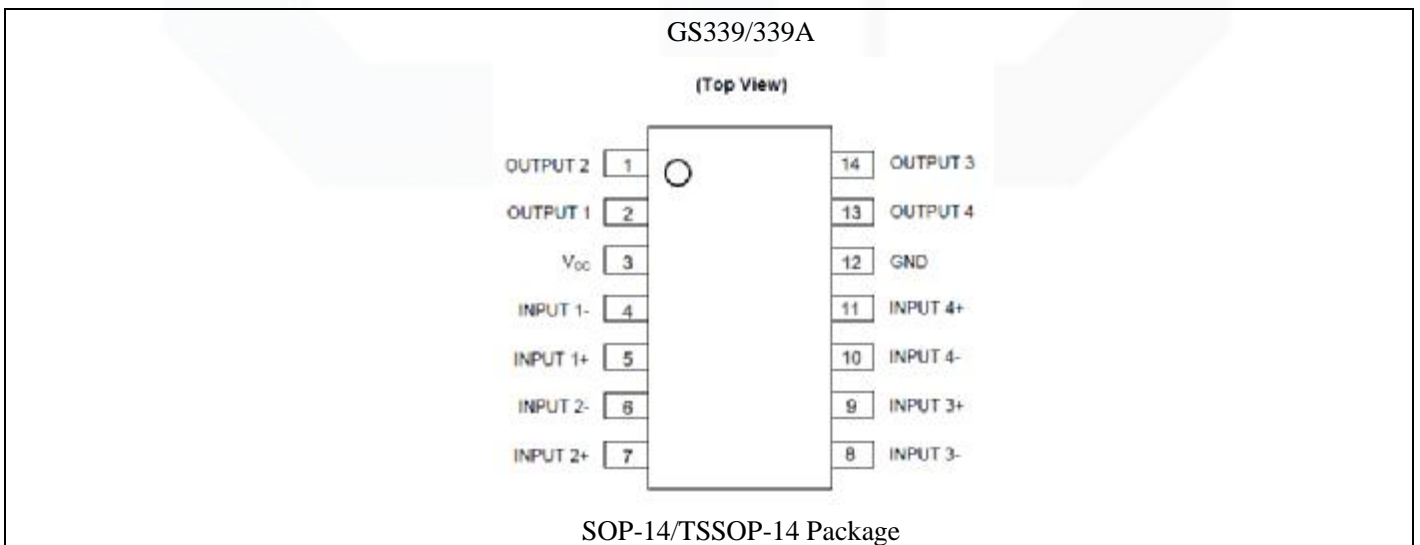 GS339/339A
(Top View)
OUTPUT 2 1 14 OUTPUT 3
OUTPUT 1 2 13 OUTPUT 4
VCC 3 12 GND
INPUT 1- 4 11 INPUT 4+
INPUT 1+ 5 10 INPUT 4-
INPUT 2- 6 9 INPUT 3+
INPUT 2+ 7 8 INPUT 3-
SOP-14/TSSOP-14 Package